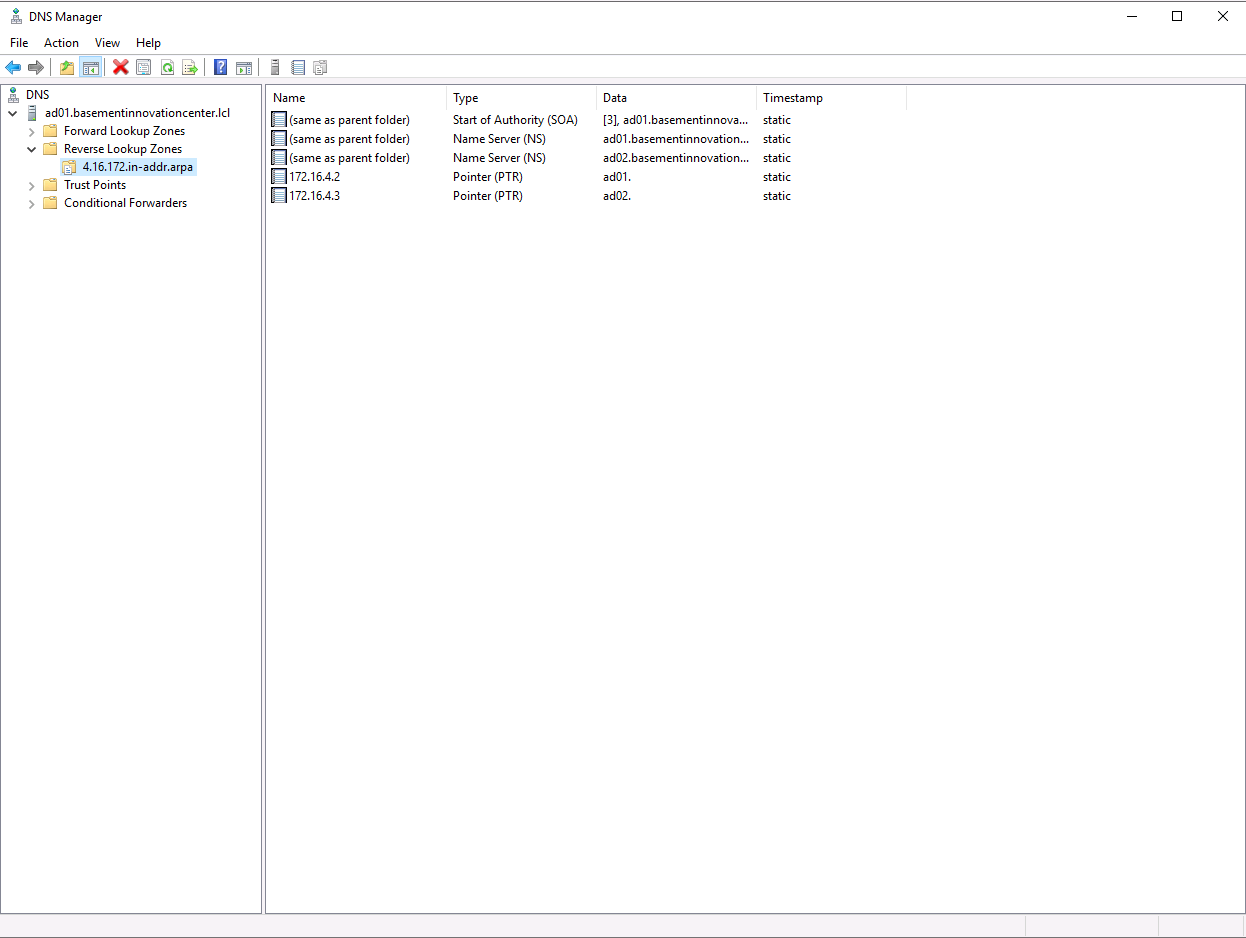 DNS Manager
File Action View Help
DNS
ad01.basementinnovationcenter.lcl
Forward Lookup Zones
Reverse Lookup Zones
4.16.172.in-addr.arpa
Trust Points
Conditional Forwarders
Name Type Data Timestamp
(same as parent folder) Start of Authority (SOA) [3], ad01.basementinnova... static
(same as parent folder) Name Server (NS) ad01.basementinnovation... static
(same as parent folder) Name Server (NS) ad02.basementinnovation... static
172.16.4.2 Pointer (PTR) ad01. static
172.16.4.3 Pointer (PTR) ad02. static